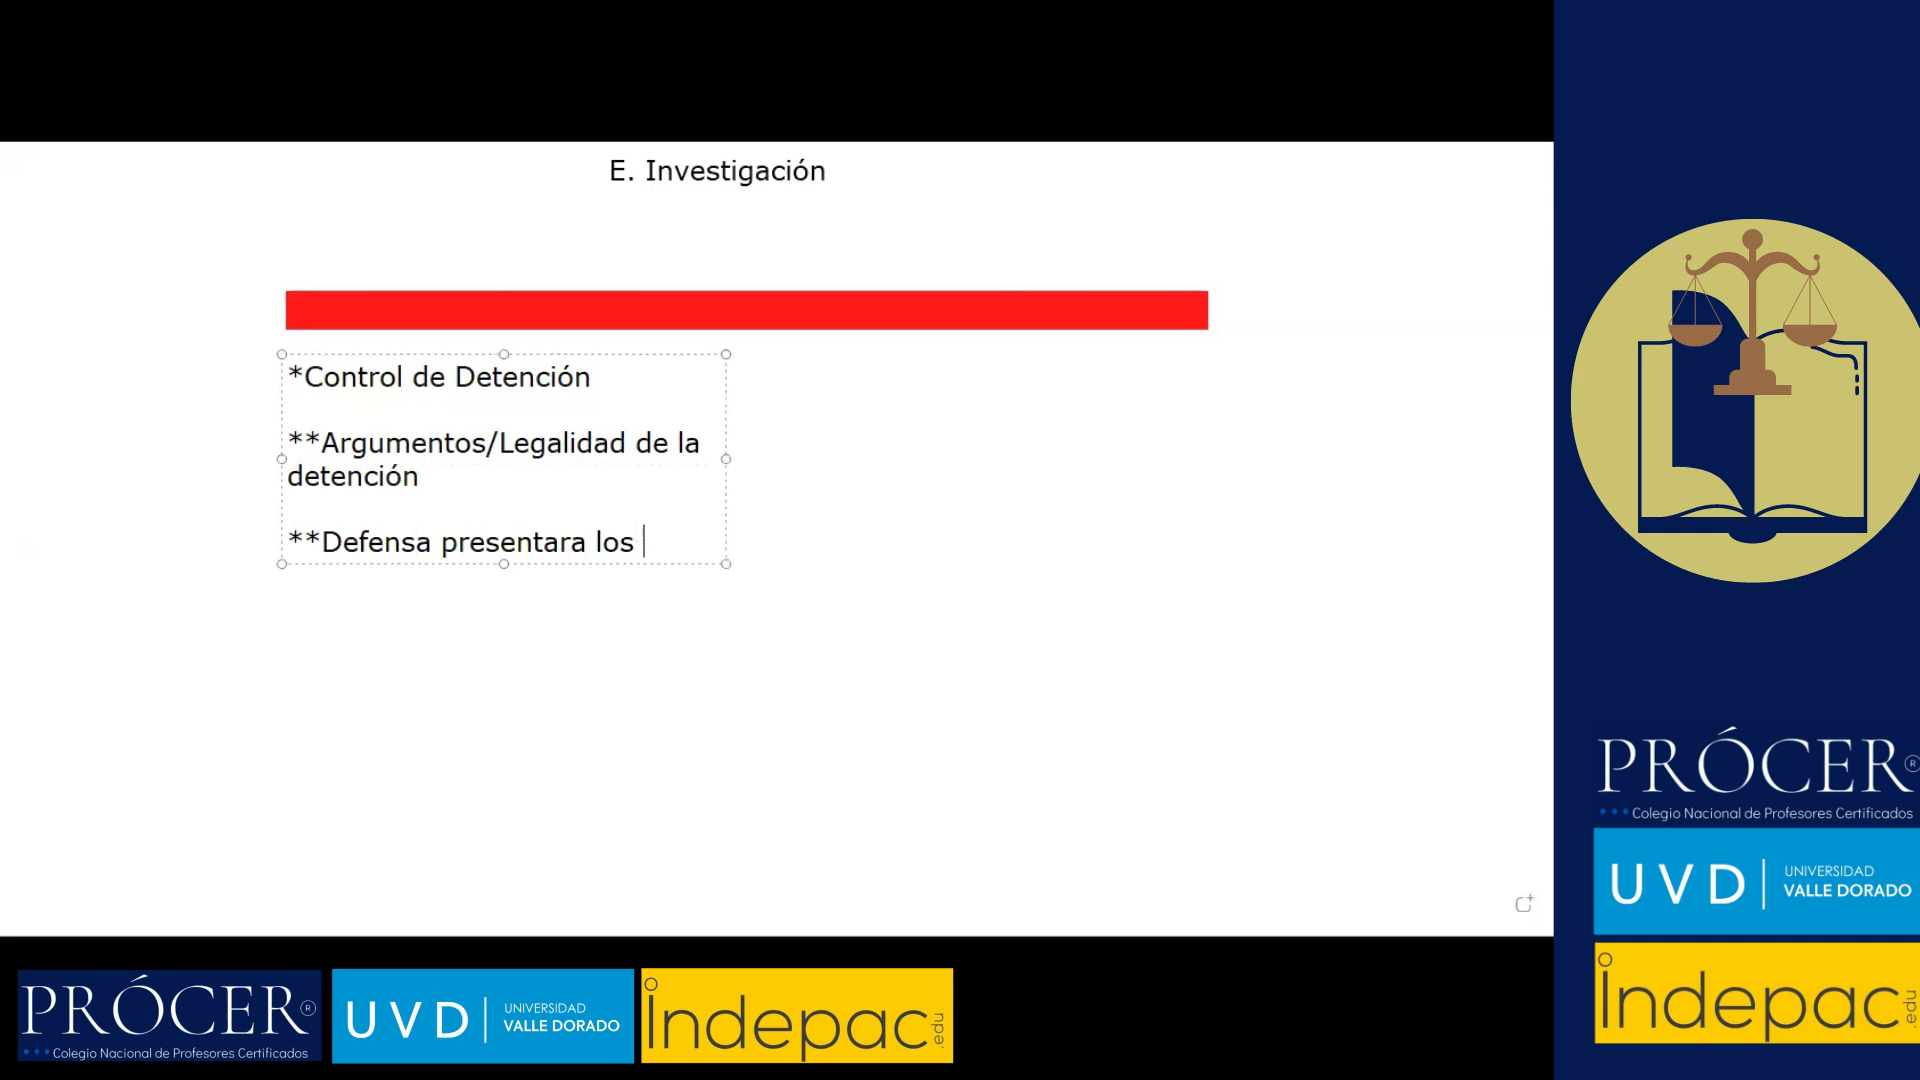 E. Investigación
*Control de Detención
**Argumentos/Legalidad de la
detención
**Defensa presentara los
PRÓCER®
Colegio Nacional de Profesores Certificados
UVD | UNIVERSIDAD
VALLE DORADO
Indepac.edu
PRÓCER®
Colegio Nacional de Profesores Certificados
UVD | UNIVERSIDAD
VALLE DORADO
Indepac.edu